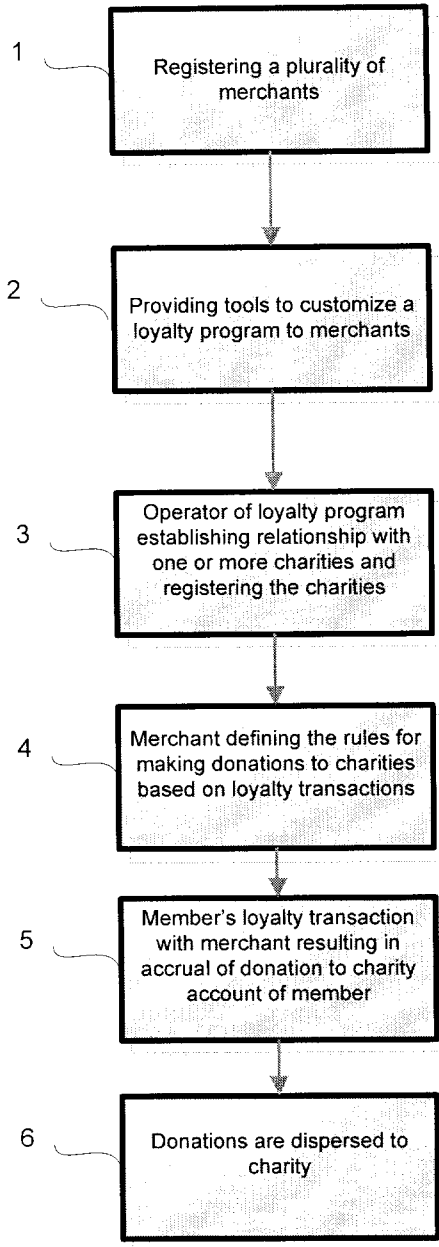 1
Registering a plurality of
merchants
2
Providing tools to customize a
loyalty program to merchants
3
Operator of loyalty program
establishing relationship with
one or more charities and
registering the charities
4
Merchant defining the rules for
making donations to charities
based on loyalty transactions
5
Member's loyalty transaction
with merchant resulting in
accrual of donation to charity
account of member
6
Donations are dispersed to
charity